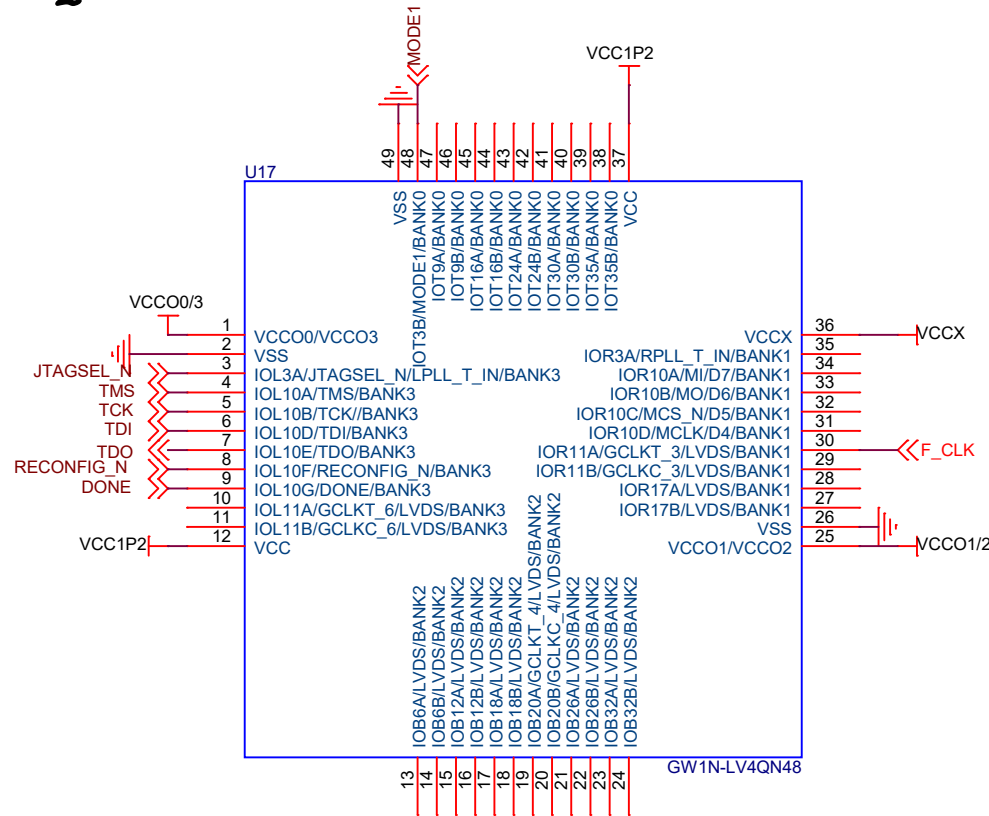 MODE1
VCC1P2
49
48
47
46
45
44
43
42
41
40
39
38
37
U17
VSS
IOT3B/MODE1/BANK0
IOT9A/BANK0
IOT9B/BANK0
IOT16A/BANK0
IOT16B/BANK0
IOT24A/BANK0
IOT24B/BANK0
IOT30A/BANK0
IOT30B/BANK0
IOT35A/BANK0
IOT35B/BANK0
VCC
VCCO0/3
1 VCCO0/VCCO3
2 VSS
JTAGSEL_N 3 IOL3A/JTAGSEL_N/LPLL_T_IN/BANK3
TMS 4 IOL10A/TMS/BANK3
TCK 5 IOL10B/TCK//BANK3
TDI 6 IOL10D/TDI/BANK3
TDO 7 IOL10E/TDO/BANK3
RECONFIG_N 8 IOL10F/RECONFIG_N/BANK3
DONE 9 IOL10G/DONE/BANK3
10 IOL11A/GCLKT_6/LVDS/BANK3
11 IOL11B/GCLKC_6/LVDS/BANK3
VCC1P2 12 VCC
VCCX 36 VCCX
IOR3A/RPLL_T_IN/BANK1 35
IOR10A/MI/D7/BANK1 34
IOR10B/MO/D6/BANK1 33
IOR10C/MCS_N/D5/BANK1 32
IOR10D/MCLK/D4/BANK1 31
IOR11A/GCLKT_3/LVDS/BANK1 30 F_CLK
IOR11B/GCLKC_3/LVDS/BANK1 29
IOR17A/LVDS/BANK1 28
IOR17B/LVDS/BANK1 27
VSS 26
VCCO1/VCCO2 25 VCCO1/2
IOB6A/LVDS/BANK2
IOB6B/LVDS/BANK2
IOB12A/LVDS/BANK2
IOB12B/LVDS/BANK2
IOB18A/LVDS/BANK2
IOB18B/LVDS/BANK2
IOB20A/GCLKT_4/LVDS/BANK2
IOB20B/GCLKC_4/LVDS/BANK2
IOB26A/LVDS/BANK2
IOB26B/LVDS/BANK2
IOB32A/LVDS/BANK2
IOB32B/LVDS/BANK2
GW1N-LV4QN48
13
14
15
16
17
18
19
20
21
22
23
24